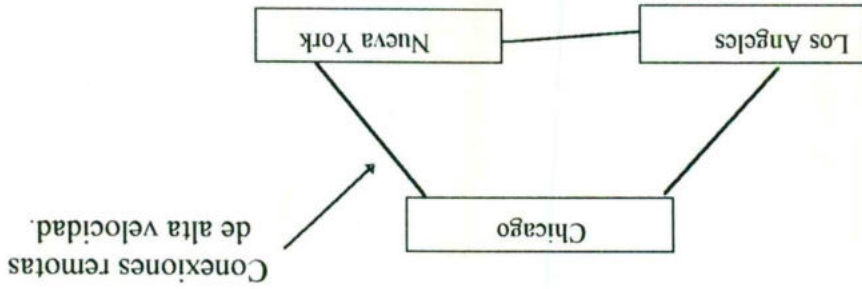 Conexiones remotas
de alta velocidad.
Chicago
Los Angeles
Nueva York